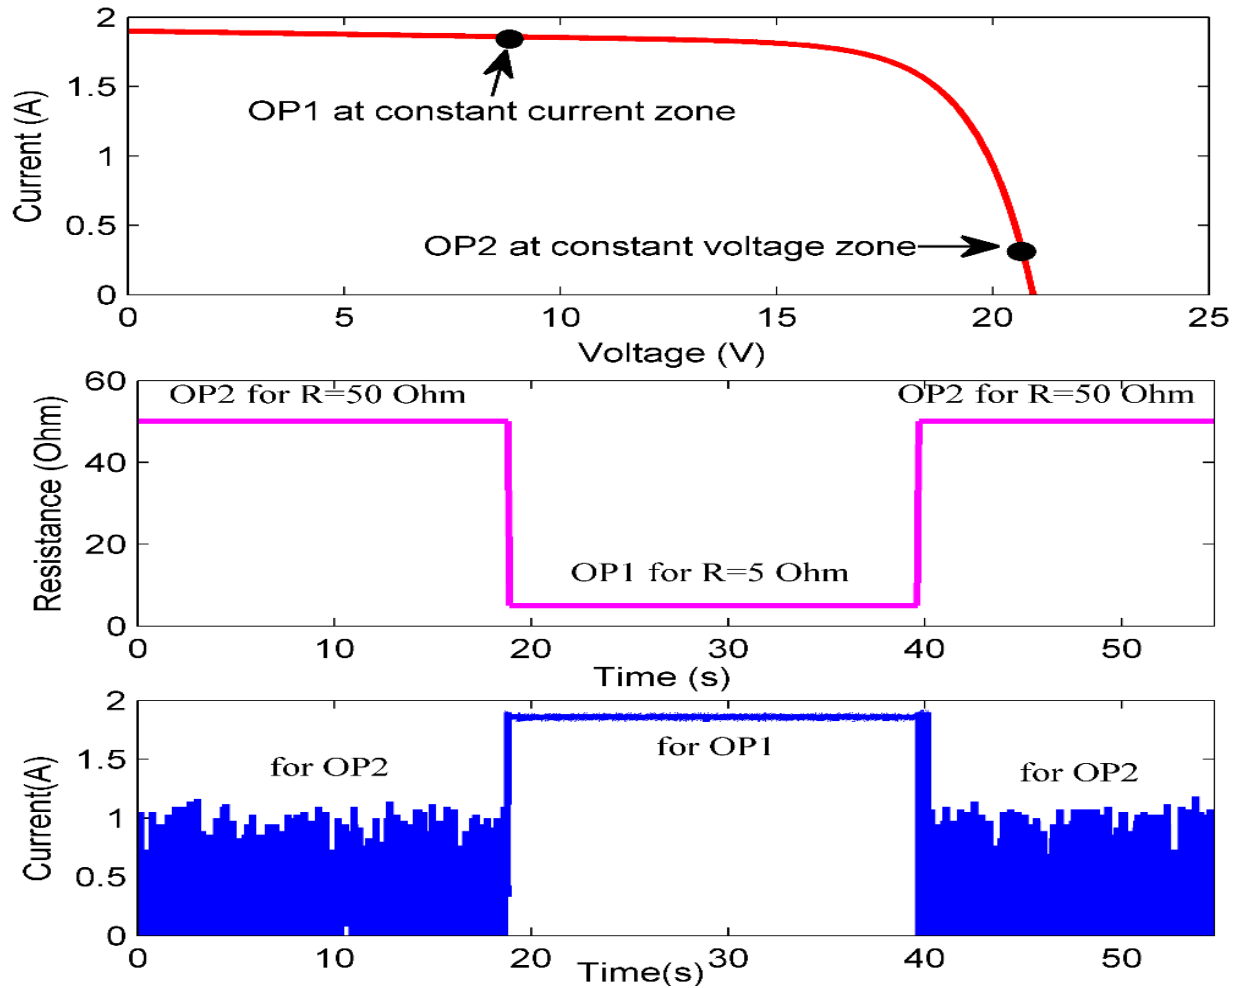 2
1.5
1
0.5
0
Current (A)
OP1 at constant current zone
OP2 at constant voltage zone
0 5 10 15 20 25
Voltage (V)
60
40
20
0
Resistance (Ohm)
OP2 for R=50 Ohm
OP2 for R=50 Ohm
OP1 for R=5 Ohm
0 10 20 30 40 50
Time (s)
2
1.5
1
0.5
0
Current(A)
for OP2
for OP1
for OP2
0 10 20 30 40 50
Time(s)